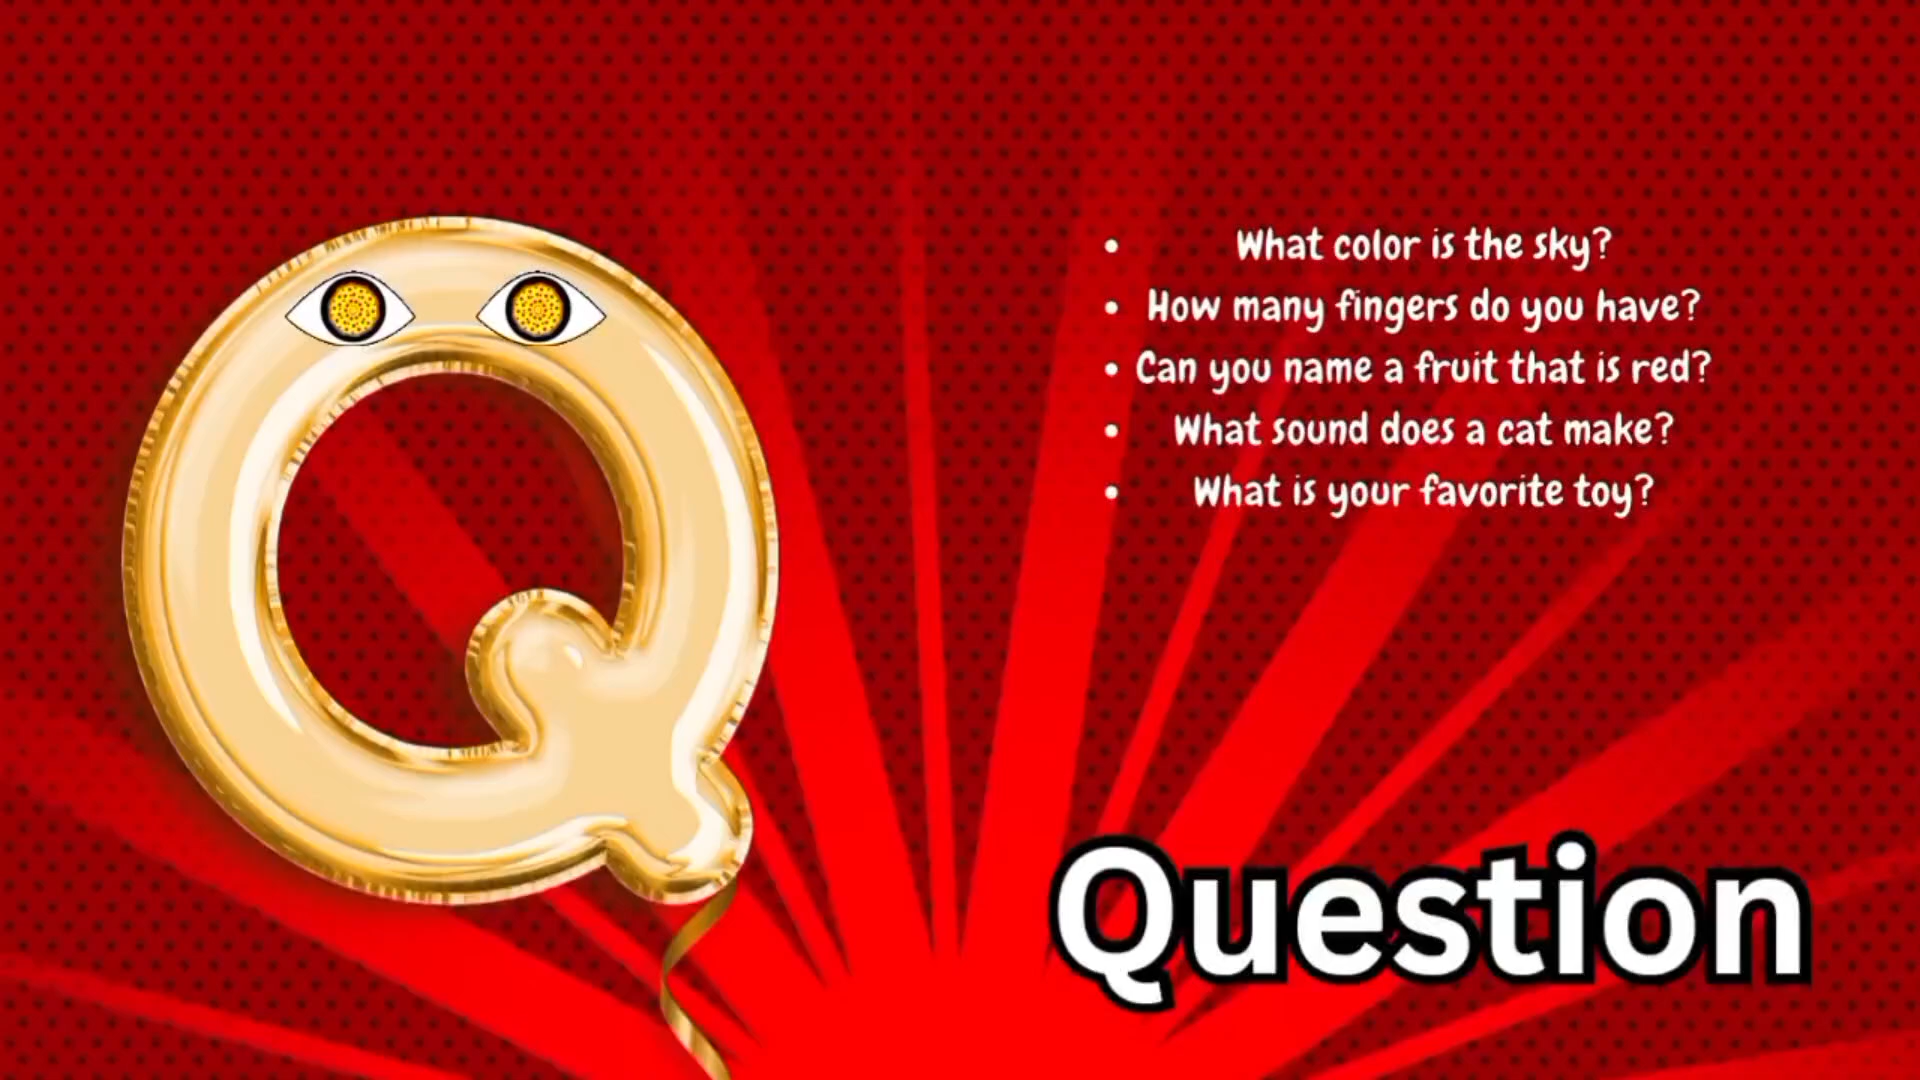 Q
• What color is the sky?
• How many fingers do you have?
• Can you name a fruit that is red?
• What sound does a cat make?
• What is your favorite toy?
Question